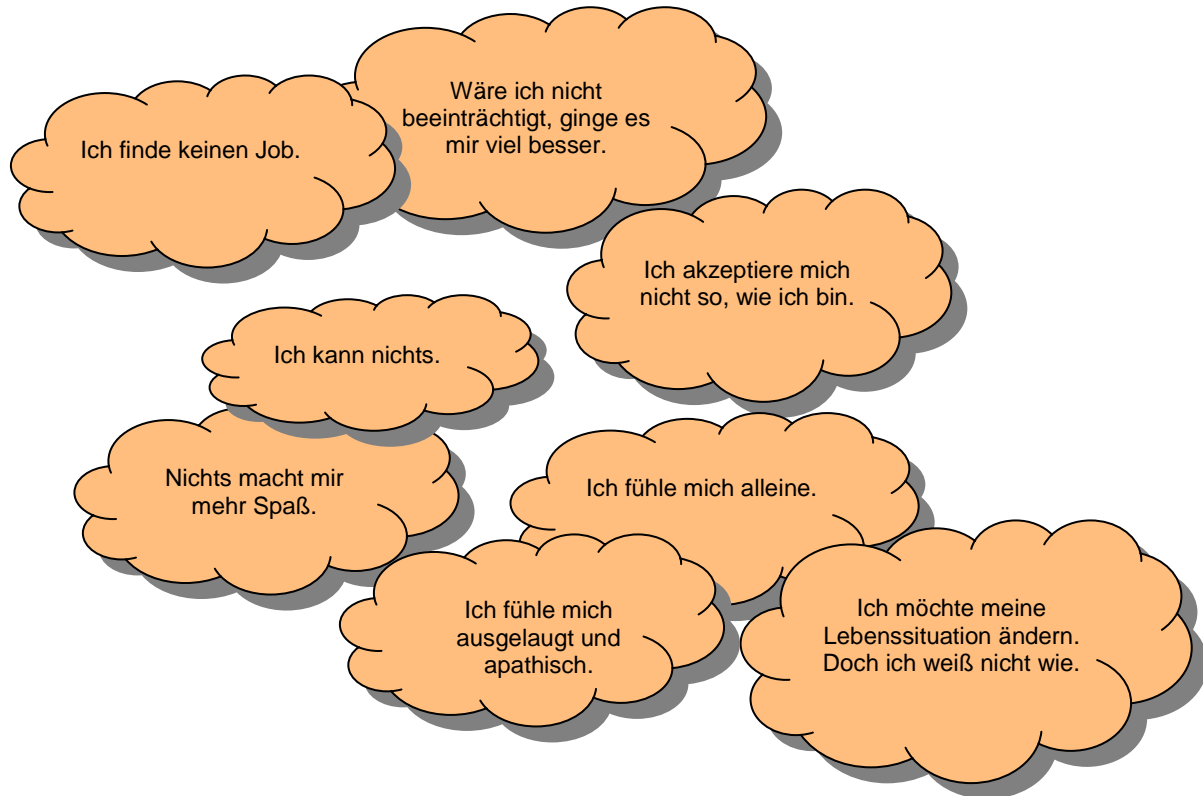 Wäre ich nicht
beeinträchtigt, ginge es
mir viel besser.
Ich finde keinen Job.
Ich akzeptiere mich
nicht so, wie ich bin.
Ich kann nichts.
Nichts macht mir
mehr Spaß.
Ich fühle mich alleine.
Ich fühle mich
ausgelaugt und
apathisch.
Ich möchte meine
Lebenssituation ändern.
Doch ich weiß nicht wie.